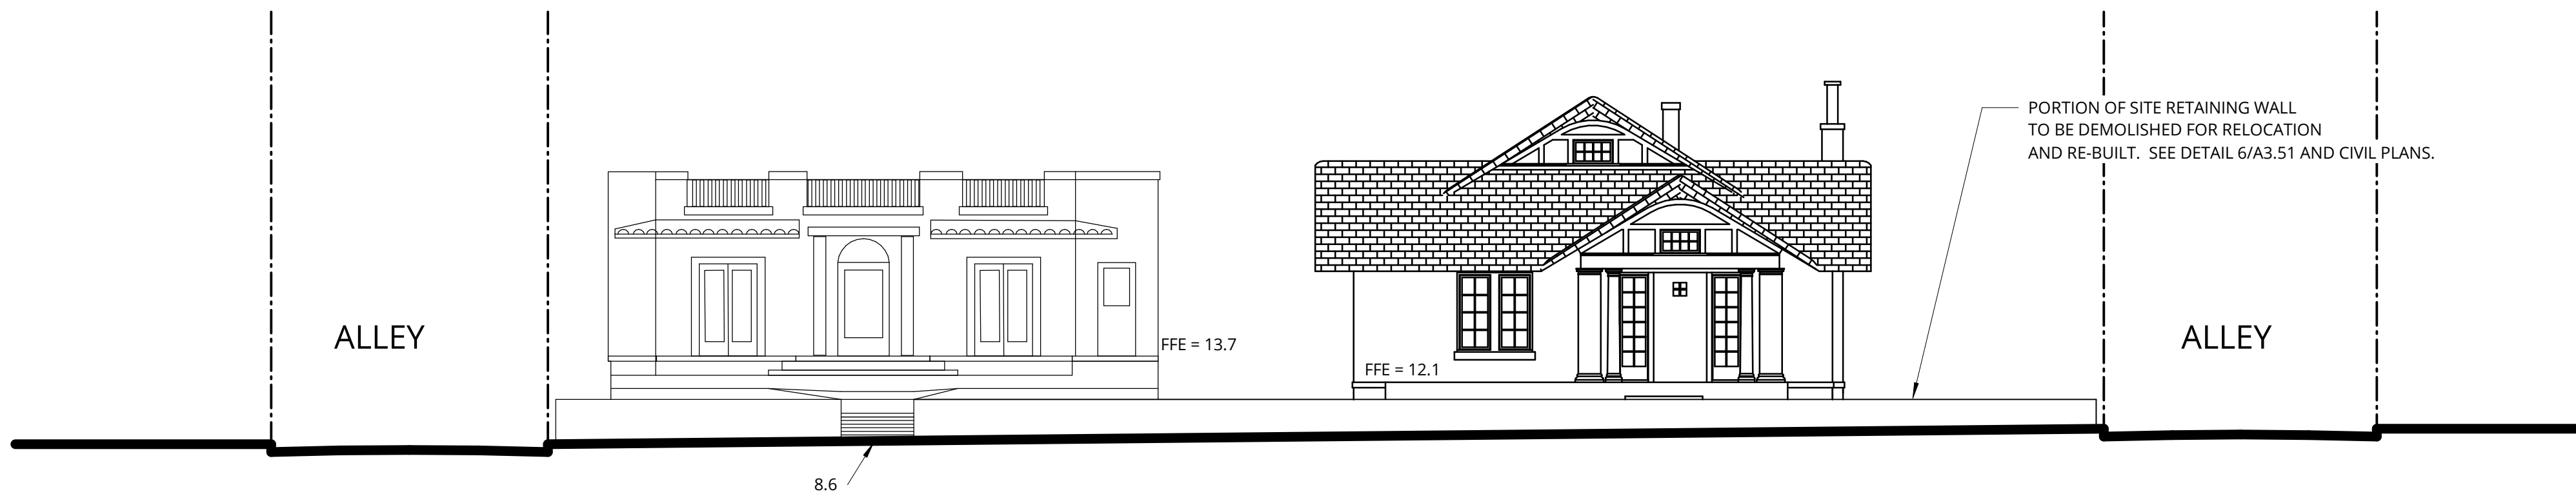 PORTION OF SITE RETAINING WALL
TO BE DEMOLISHED FOR RELOCATION
AND RE-BUILT. SEE DETAIL 6/A3.51 AND CIVIL PLANS.
ALLEY
FFE = 13.7
FFE = 12.1
ALLEY
8.6